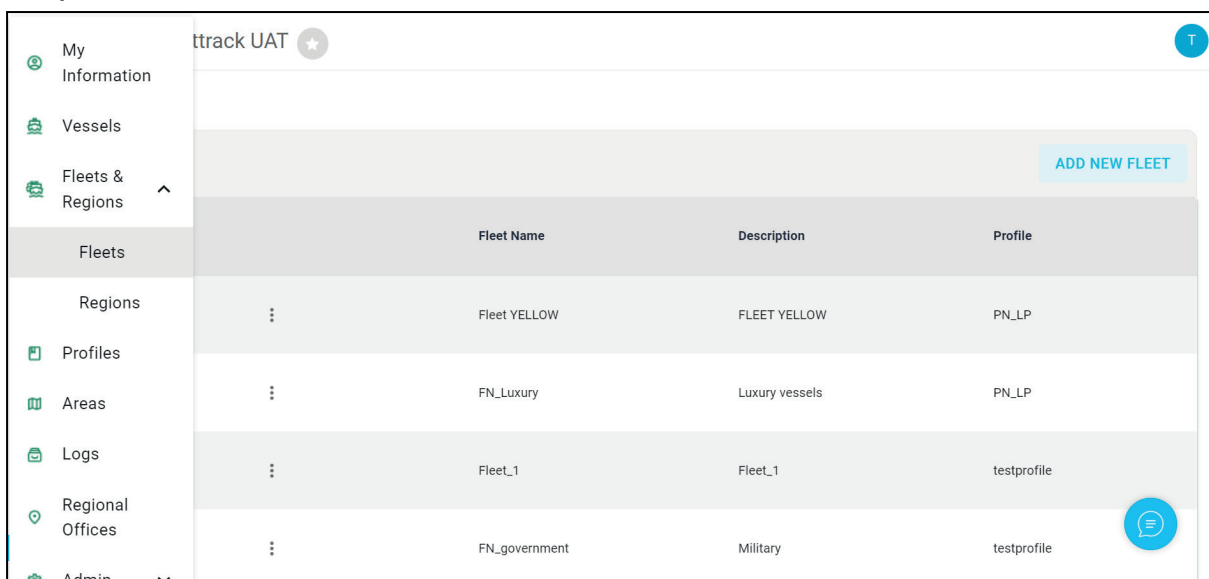 ttrack UAT
T
My
Information
Vessels
Fleets &
Regions
Fleets
Regions
Profiles
Areas
Logs
Regional
Offices
Admin
ADD NEW FLEET
Fleet Name Description Profile
Fleet YELLOW FLEET YELLOW PN_LP
FN_Luxury Luxury vessels PN_LP
Fleet_1 Fleet_1 testprofile
FN_government Military testprofile